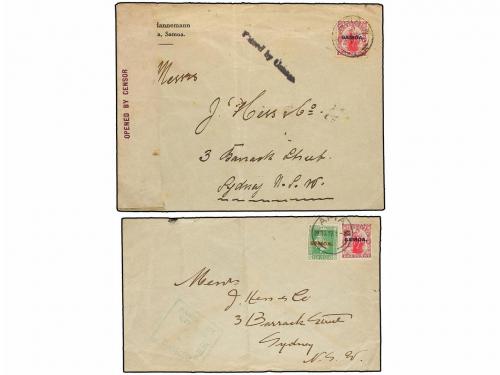 Hannemann
a, Samoa.
Passed by Censor
SAMOA.
OPENED BY CENSOR
Messrs
J. Hess & Co.
3 Barrack Street.
Sydney N.S.W.
APIA
SAMOA.
SAMOA.
Messrs
J. Hess & Co
3 Barrack Street
Sydney
N.S.W.